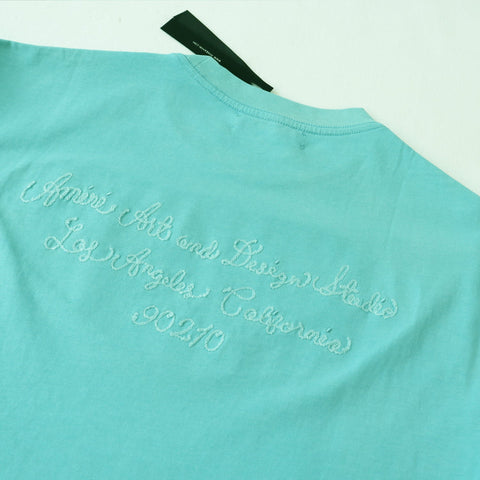 Amiri Arts and Design Studio
Los Angeles California
90210